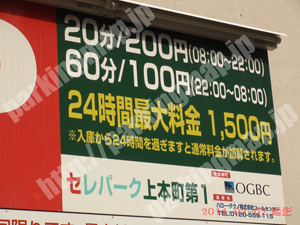 20分/200円(08:00~22:00)
60分/100円(22:00~08:00)
24時間最大料金 1,500円
※入庫から24時間を過ぎますと通常料金が加算されます。
セレパーク上本町第1
OGBC
TEL:0120-559-115